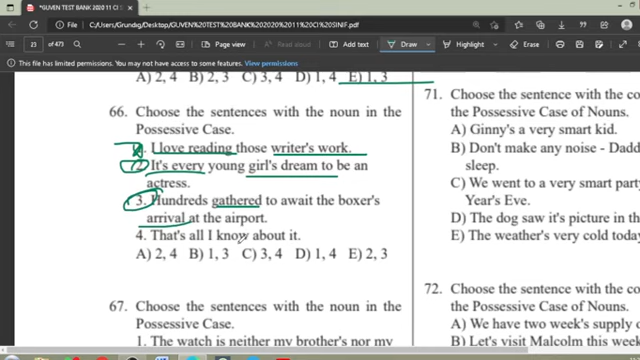 *GUVEN TEST BANK 2020 11 CI SINIF.pdf
C:/Users/Grundig/Desktop/GUVEN%20TEST%20BANK%202020%2011%20CI%20SINIF.pdf
23 of 473
Page view
Read aloud
Add text
Draw
Highlight
Erase
This file has limited permissions. You may not have access to some features.
View permissions
A) 2, 4 B) 2, 3 C) 3, 4 D) 1, 4 E) 1, 3
66. Choose the sentences with the noun in the
Possessive Case.
1. I love reading those writer's work.
2. It's every young girl's dream to be an
actress.
3. Hundreds gathered to await the boxer's
arrival at the airport.
4. That's all I know about it.
A) 2, 4 B) 1, 3 C) 3, 4 D) 1, 4 E) 2, 3
67. Choose the sentences with the noun in the
Possessive Case.
1. The watch is neither my brother's nor my
71. Choose the sentence with the co
the Possessive Case of Nouns.
A) Ginny's a very smart kid.
B) Don't make any noise - Dadd
sleep.
C) We went to a very smart party
Year's Eve.
D) The dog saw it's picture in th
E) The weather's very cold today
72. Choose the sentence with the co
the Possessive Case of Nouns.
A) We have two week's supply o
B) Let's visit Malcolm this week